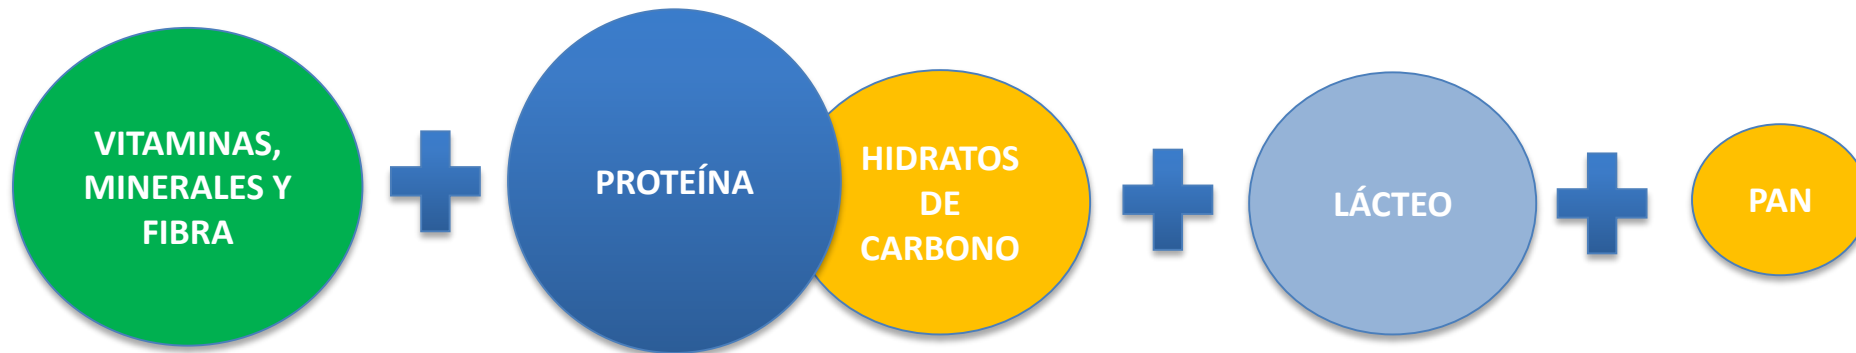 VITAMINAS,
MINERALES Y
FIBRA
PROTEÍNA
HIDRATOS
DE
CARBONO
LÁCTEO
PAN